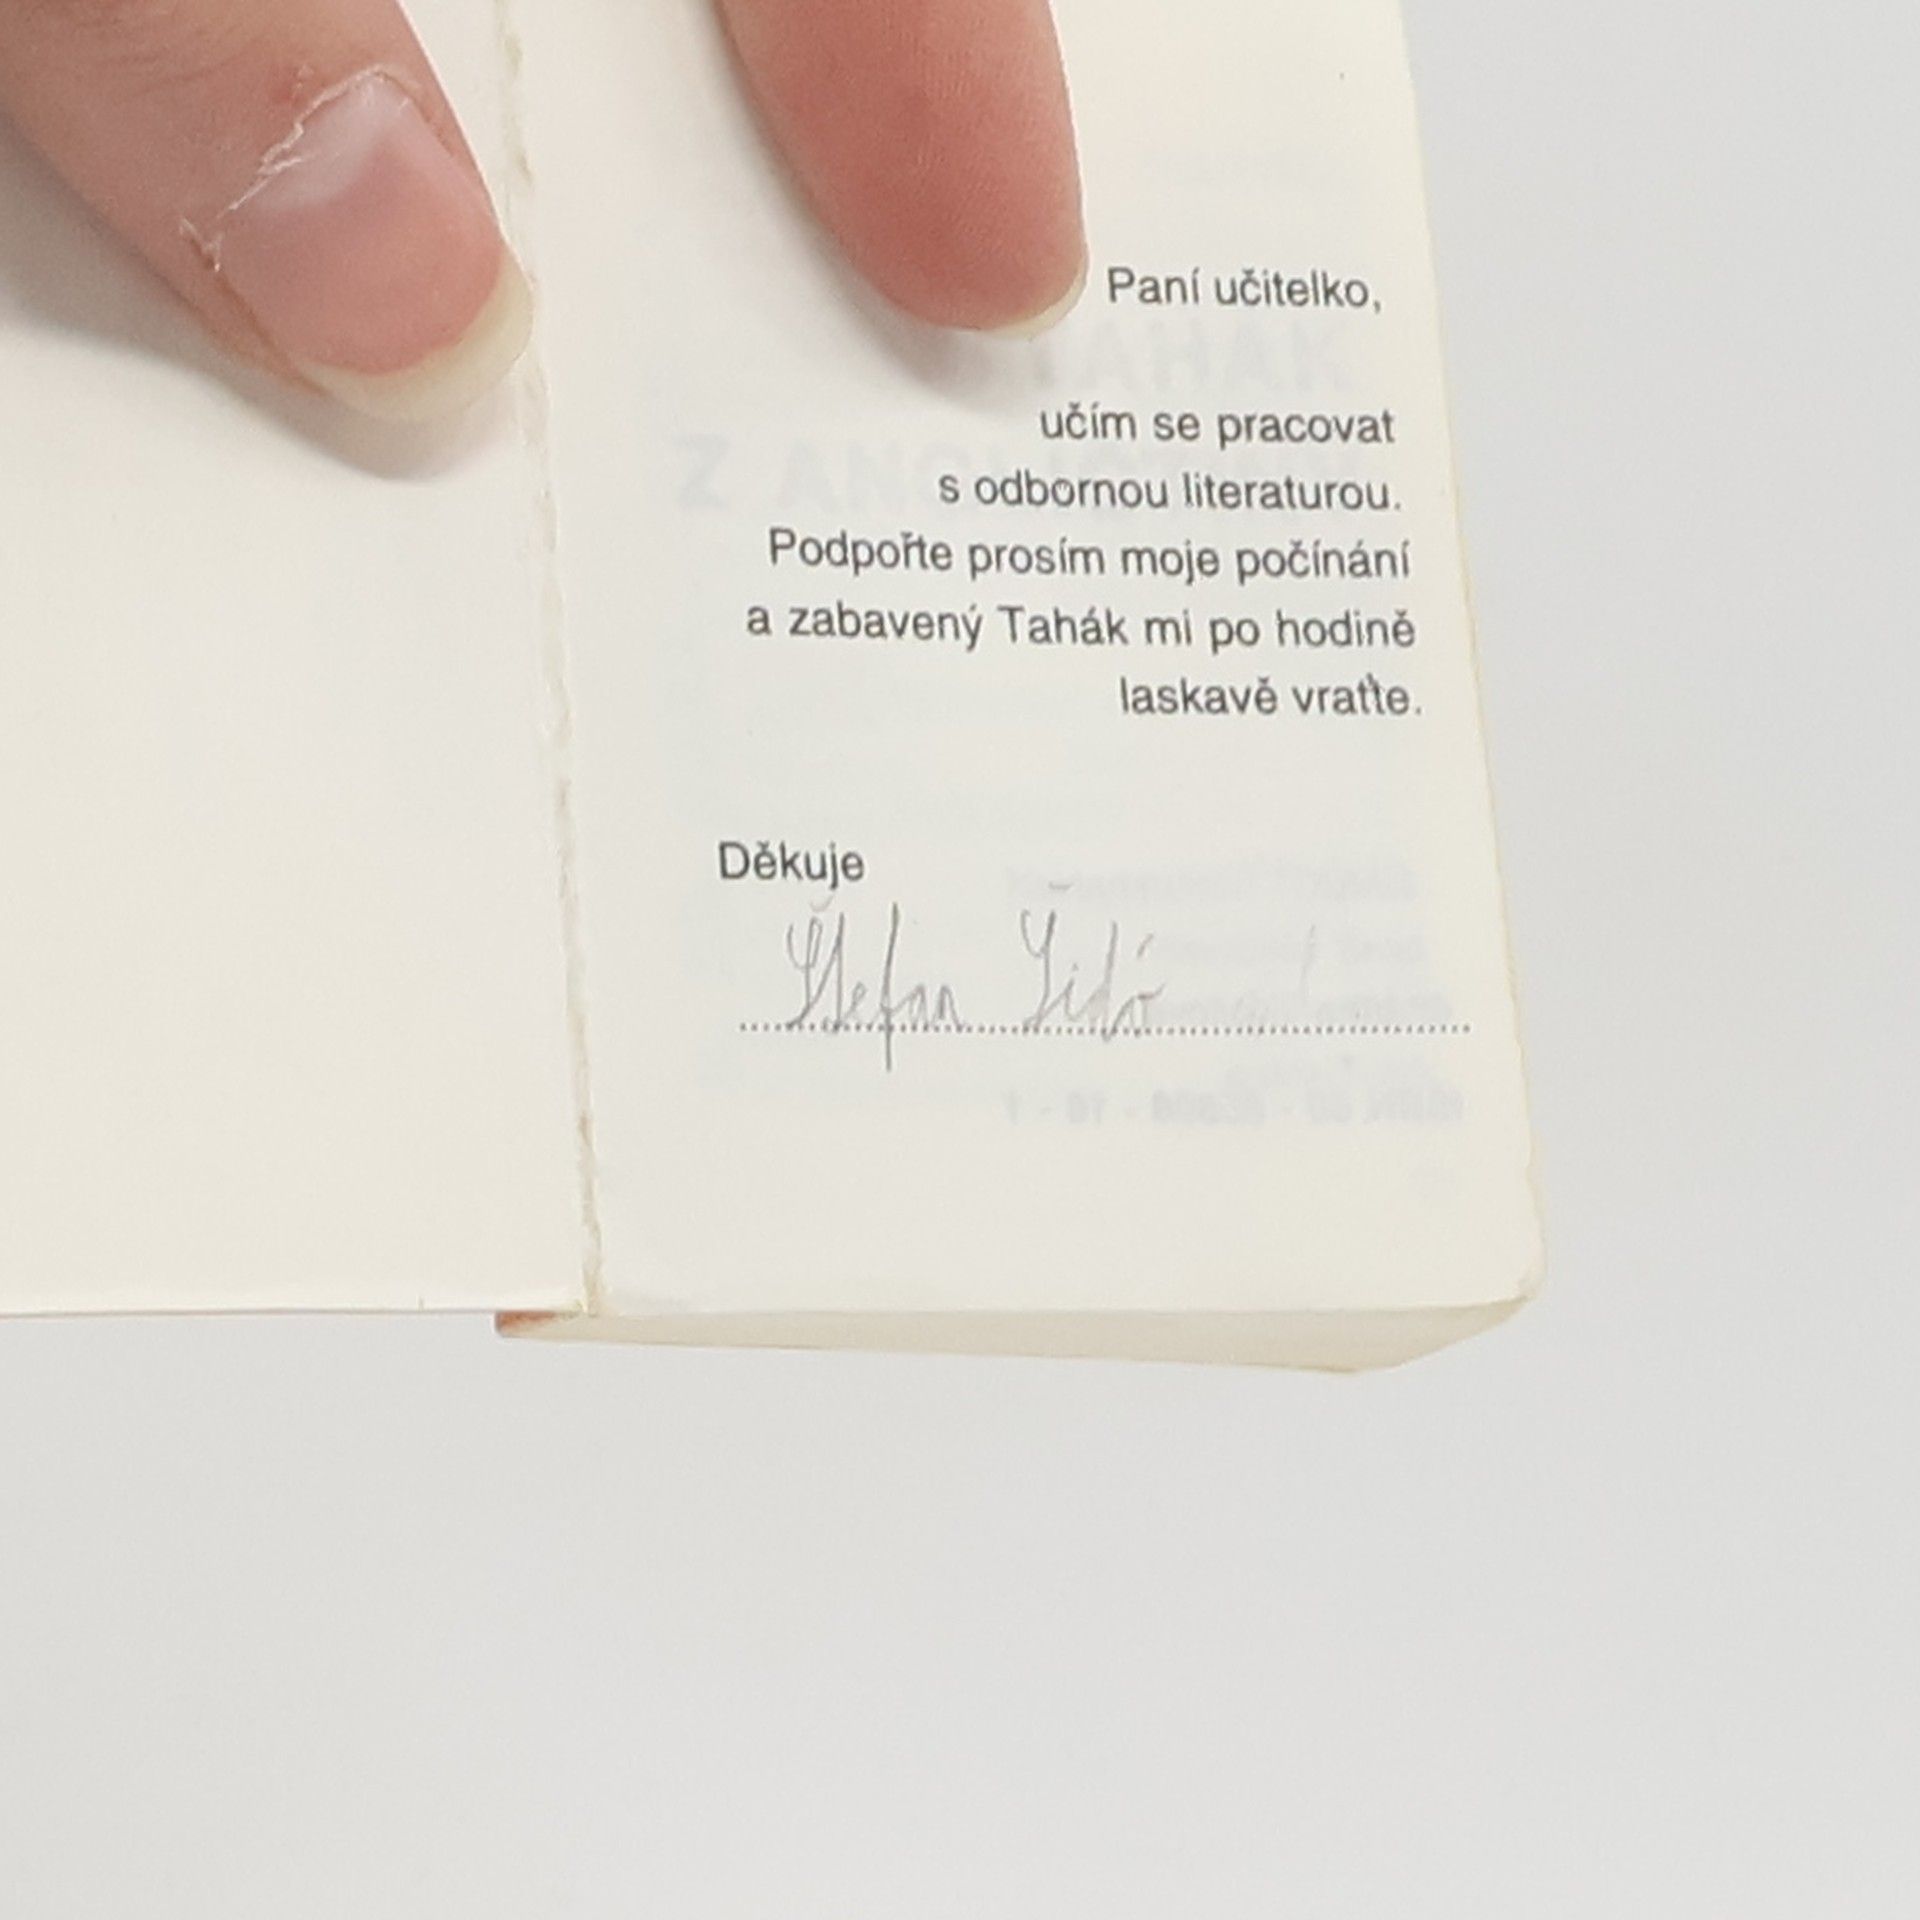 Paní učitelko,
učím se pracovat
s odbornou literaturou.
Podpořte prosím moje počínání
a zabavený Tahák mi po hodině
laskavě vraťte.
Děkuje
Štefan